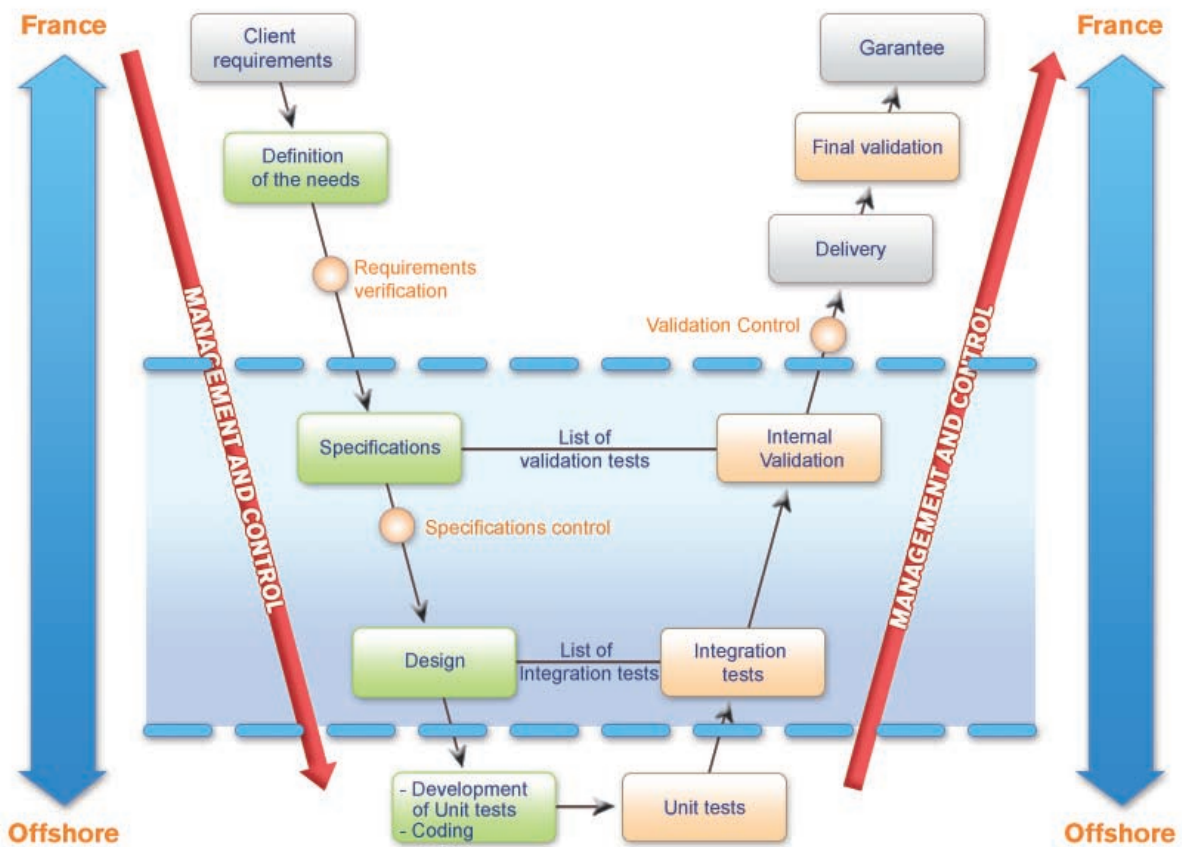 France
Client
requirements
Garantee
France
Definition
of the needs
Final validation
Delivery
Requirements
verification
Validation Control
MANAGEMENT AND CONTROL
MANAGEMENT AND CONTROL
Specifications
List of
validation tests
Internal
Validation
Specifications control
Design
List of
Integration tests
Integration
tests
- Development
of Unit tests
- Coding
Unit tests
Offshore
Offshore